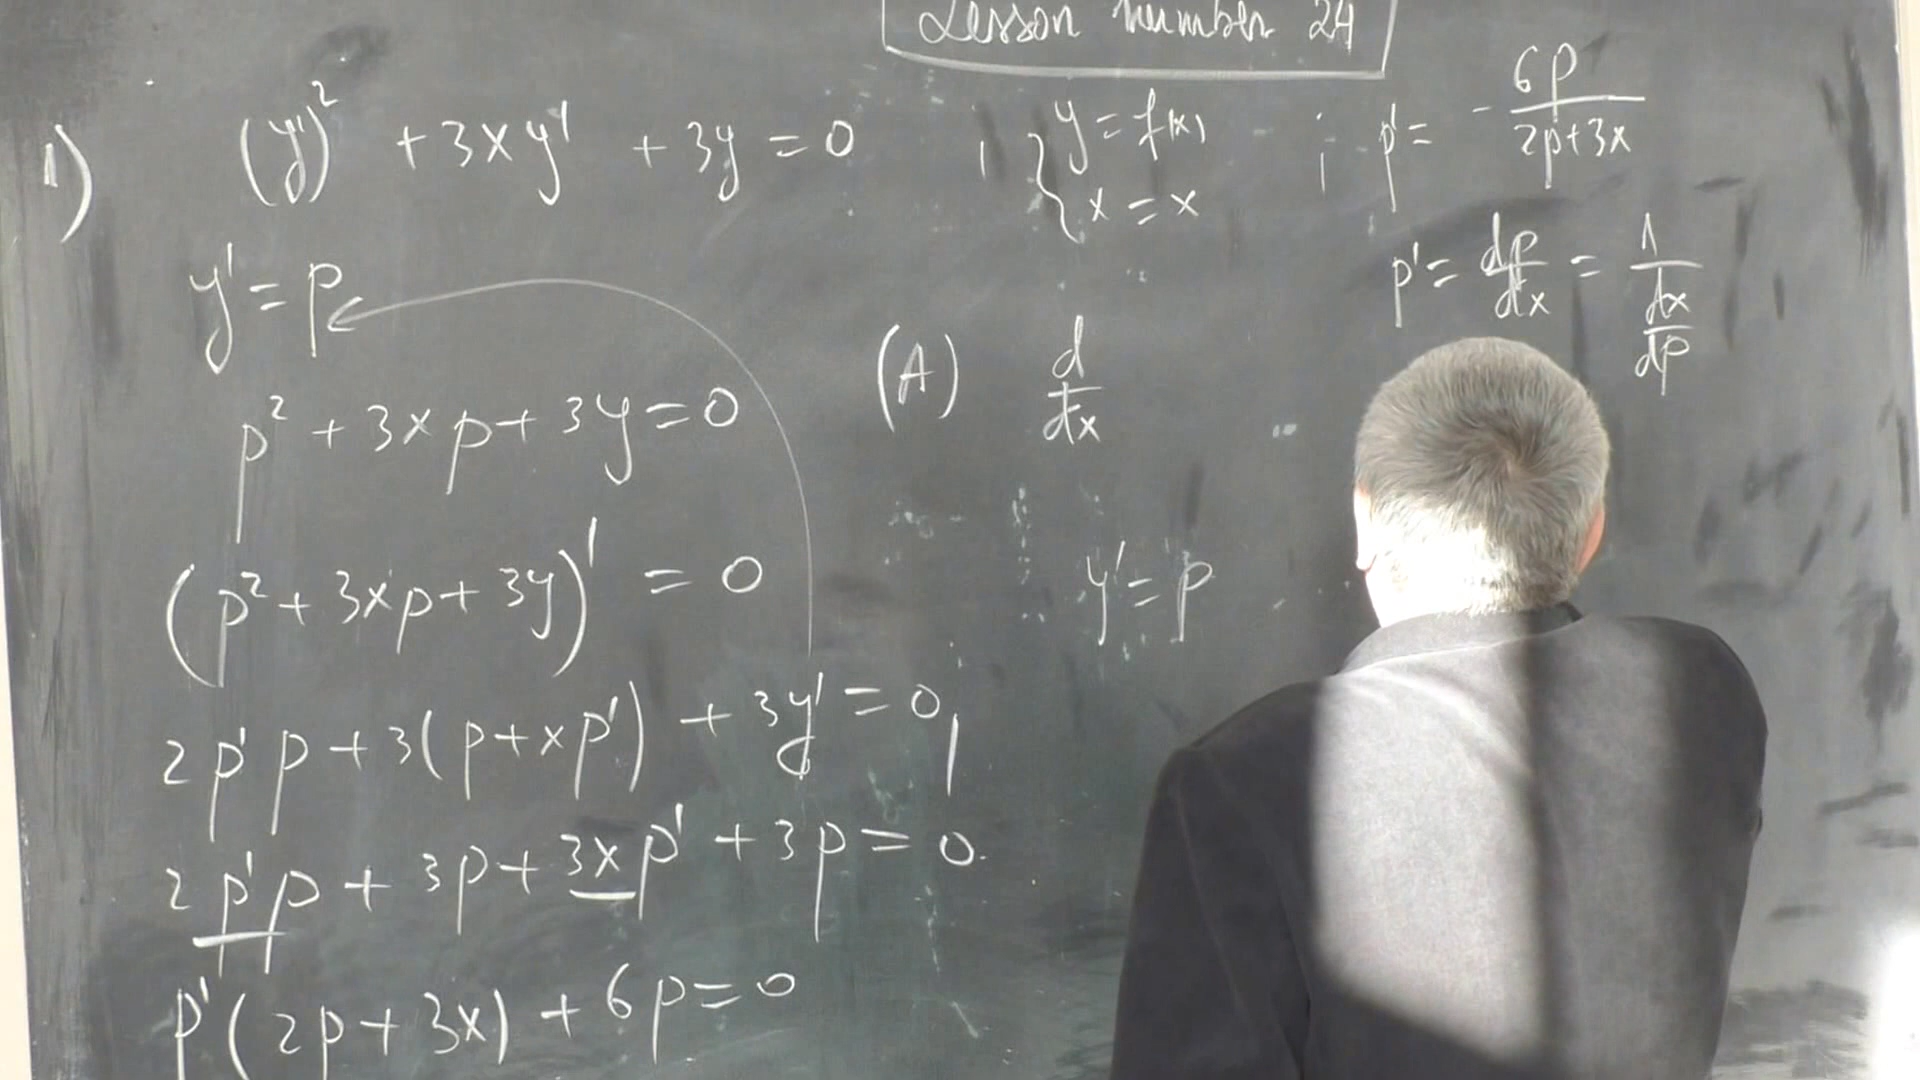 Lesson number 24
1) (y')² + 3xy' + 3y = 0
y' = p
p² + 3xp + 3y = 0
(p² + 3xp + 3y)' = 0
2p'p + 3(p + xp') + 3y' = 0
2p'p + 3p + 3xp' + 3p = 0.
p'(2p + 3x) + 6p = 0
{ y = f(x)
x = x
(A) d/dx
y' = p
p' = - 6p/(2p+3x)
p' = dp/dx = 1/(dx/dp)